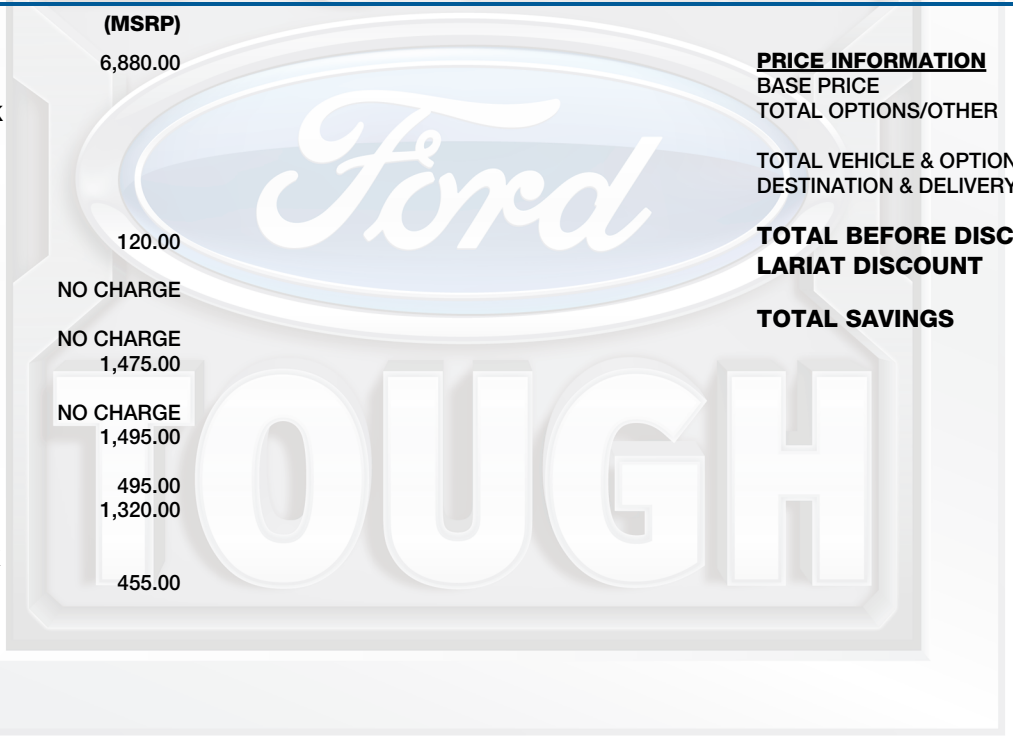 (MSRP)
6,880.00
120.00
NO CHARGE
NO CHARGE
1,475.00
NO CHARGE
1,495.00
495.00
1,320.00
455.00
PRICE INFORMATION
BASE PRICE
TOTAL OPTIONS/OTHER
TOTAL VEHICLE & OPTION
DESTINATION & DELIVERY
TOTAL BEFORE DISC
LARIAT DISCOUNT
TOTAL SAVINGS
Ford
TOUGH